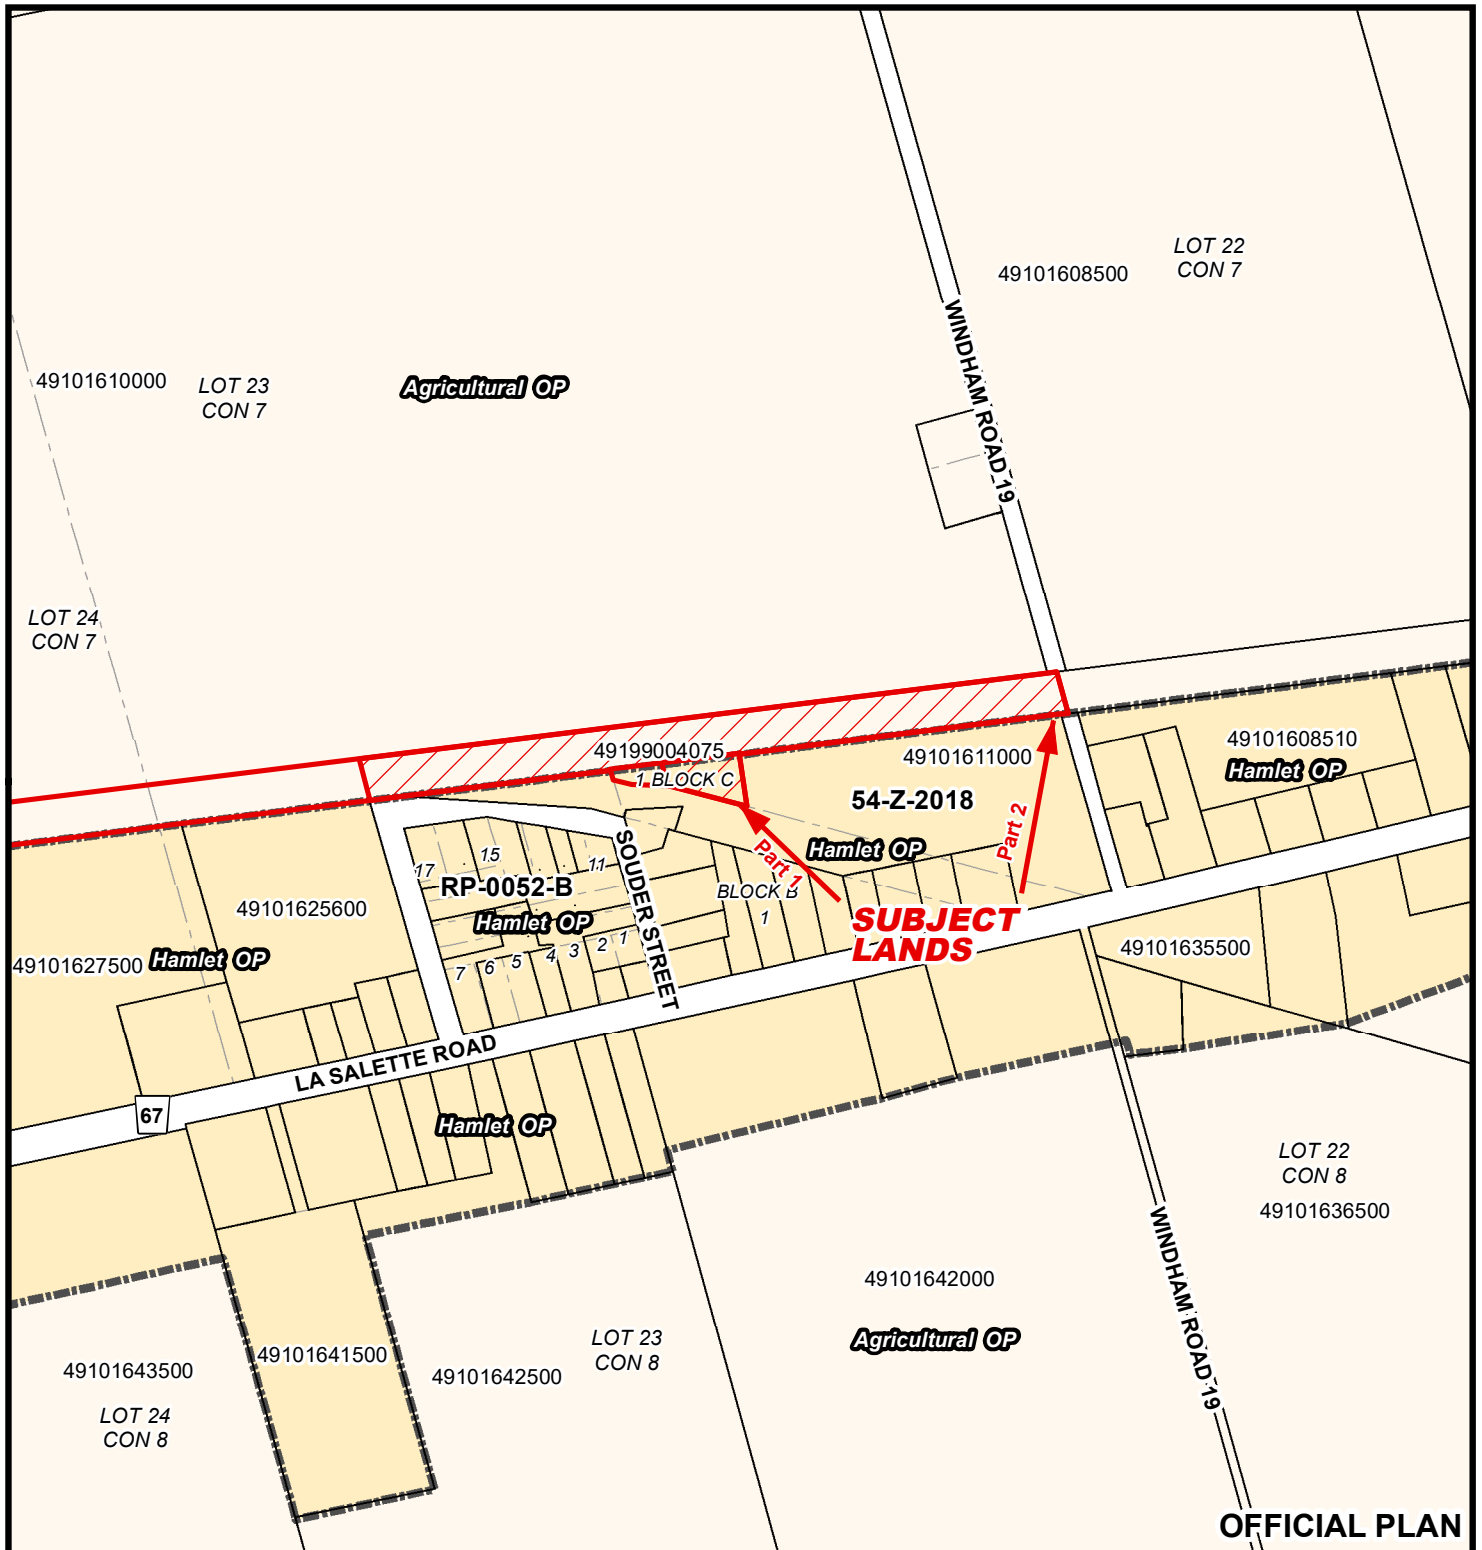 LOT 22
CON 7
49101608500
WINDHAM ROAD 19
49101610000
LOT 23
CON 7
Agricultural OP
LOT 24
CON 7
49199004075
49101611000
49101608510
Hamlet OP
1 BLOCK C
54-Z-2018
Part 2
Part 1
Hamlet OP
17
15
11
SOUDER STREET
RP-0052-B
BLOCK B
1
49101625600
Hamlet OP
SUBJECT
LANDS
49101635500
49101627500
Hamlet OP
7
6
5
4
3
2
1
LA SALETTE ROAD
67
Hamlet OP
LOT 22
CON 8
49101636500
WINDHAM ROAD 19
49101642000
Agricultural OP
LOT 23
CON 8
49101641500
49101643500
49101642500
LOT 24
CON 8
OFFICIAL PLAN